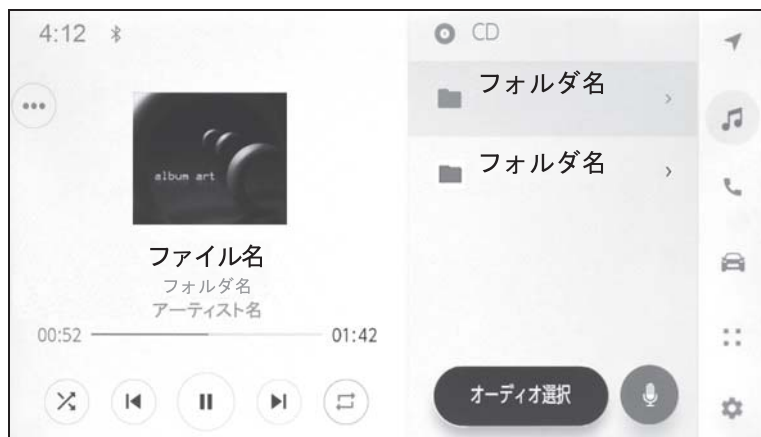 4:12
album art
ファイル名
フォルダ名
アーティスト名
00:52
01:42
CD
フォルダ名
フォルダ名
オーディオ選択